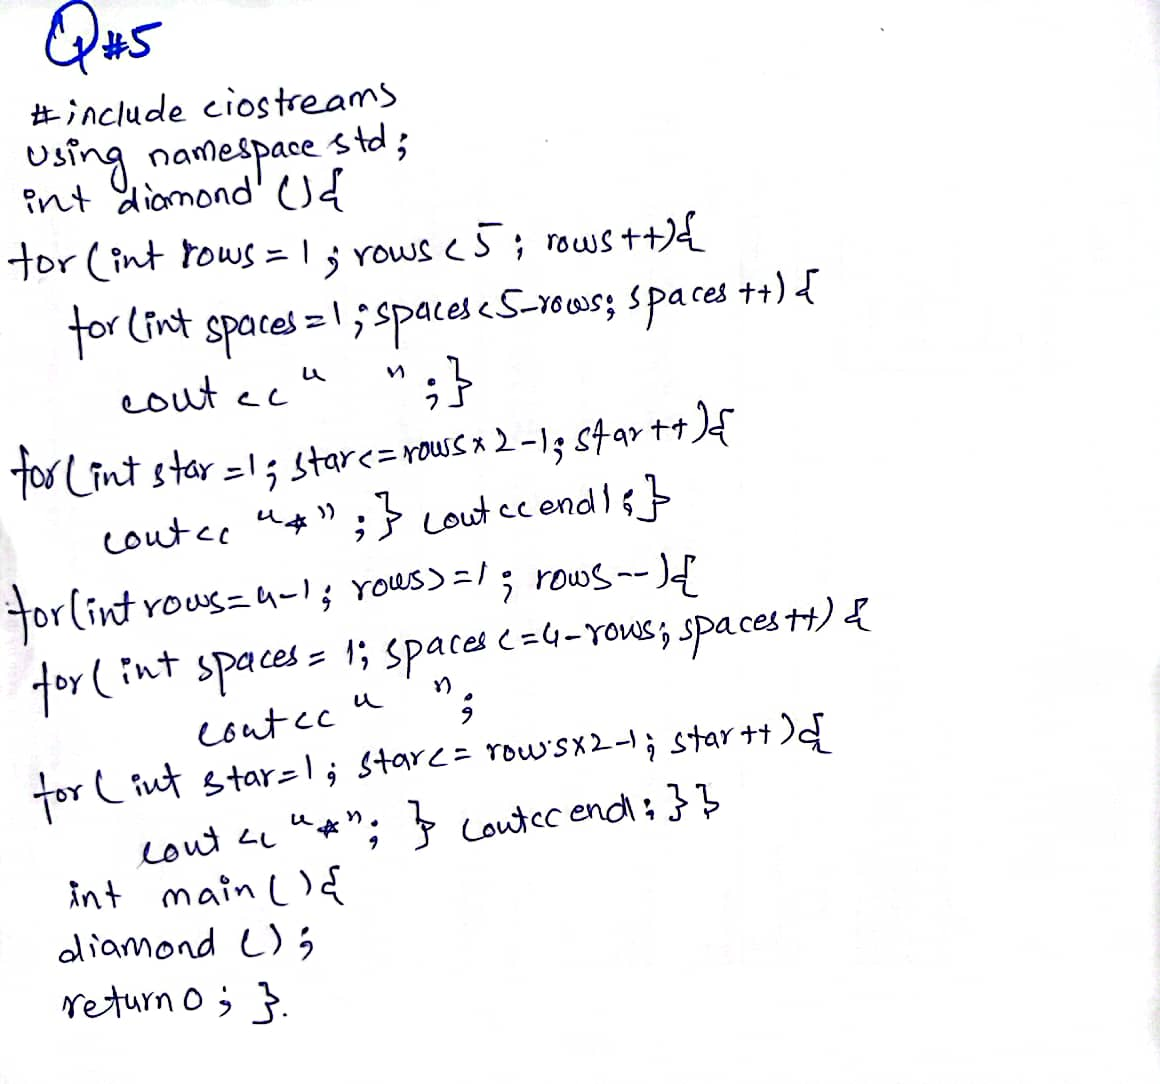 Q#5
#include <iostream>
using namespace std;
int diamond (){
for (int rows = 1; rows < 5; rows ++){
for (int spaces = 1; spaces < 5-rows; spaces ++) {
cout << " ";}
for (int star = 1; star <= rows x 2 - 1; star ++){
cout << "*"; } cout << endl;}
for (int rows = 4-1; rows >= 1; rows --){
for ( int spaces = 1; spaces <= 4-rows; spaces ++) {
cout << " ";
for ( int star = 1; star <= rows x 2 - 1; star ++){
cout << "*"; } cout << endl; }}
int main (){
diamond ();
return 0; }.